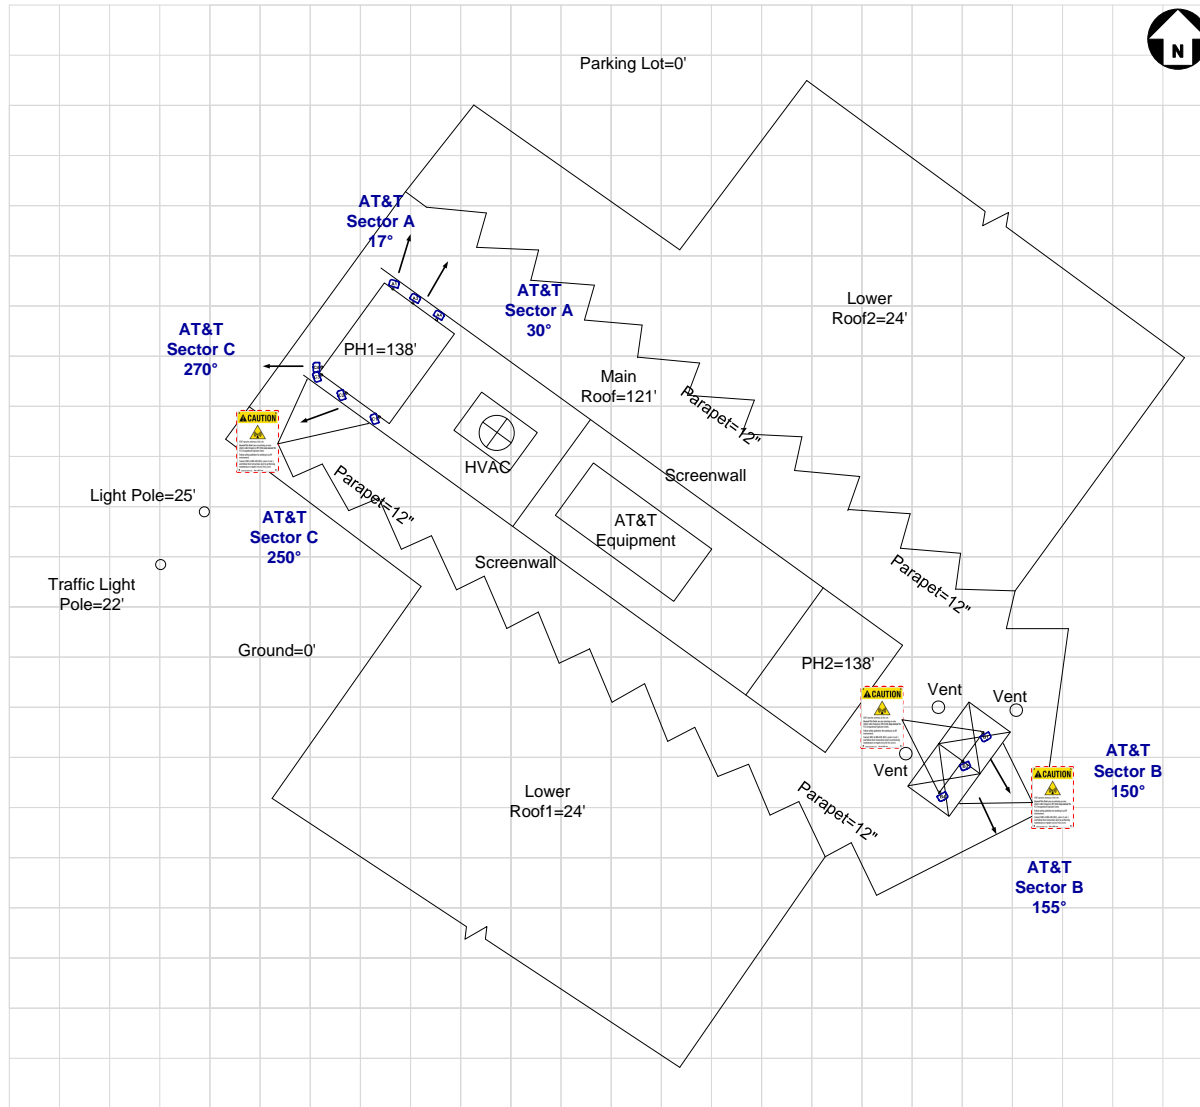 N
Parking Lot=0'
AT&T
Sector A
17°
AT&T
Sector A
30°
Lower
Roof2=24'
AT&T
Sector C
270°
PH1=138'
Main
Roof=121'
Parapet=12"
CAUTION
HVAC
Screenwall
Parapet=12"
Light Pole=25'
AT&T
Sector C
250°
AT&T
Equipment
Screenwall
Traffic Light
Pole=22'
Parapet=12"
Ground=0'
PH2=138'
CAUTION
Vent
Vent
Vent
AT&T
Sector B
150°
CAUTION
Lower
Roof1=24'
Parapet=12"
AT&T
Sector B
155°